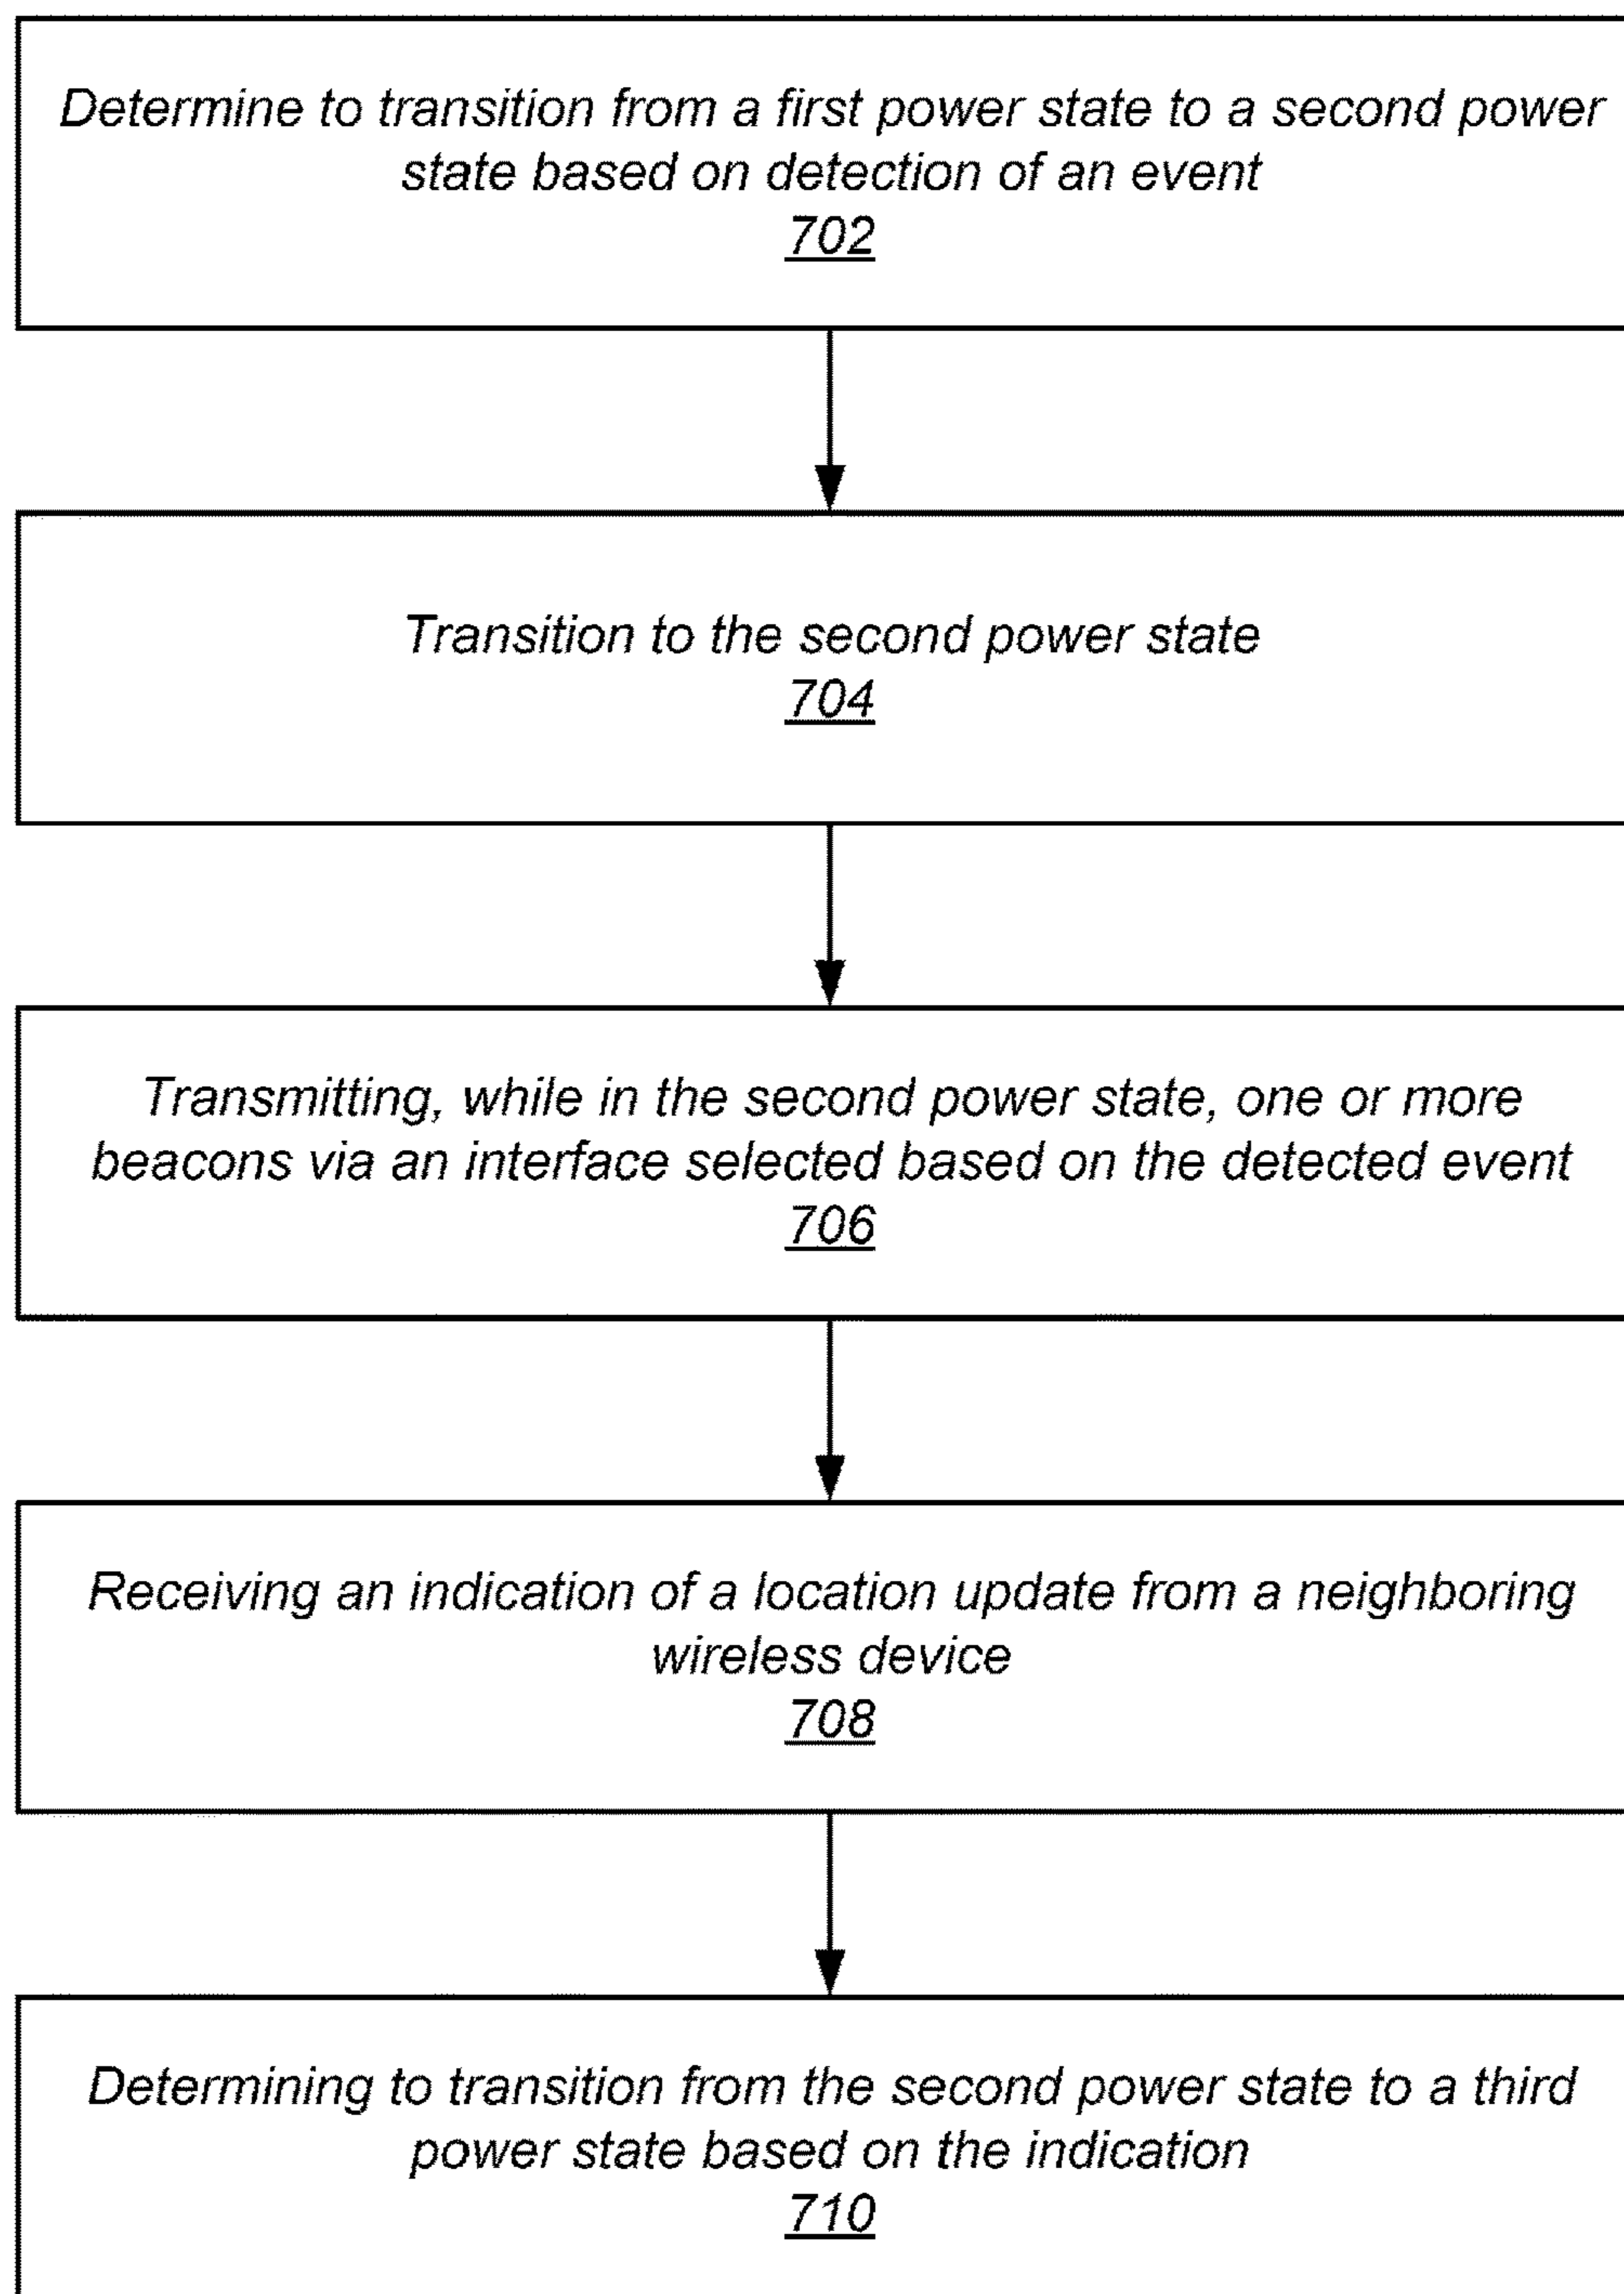 Determine to transition from a first power state to a second power
state based on detection of an event
702
Transition to the second power state
704
Transmitting, while in the second power state, one or more
beacons via an interface selected based on the detected event
706
Receiving an indication of a location update from a neighboring
wireless device
708
Determining to transition from the second power state to a third
power state based on the indication
710